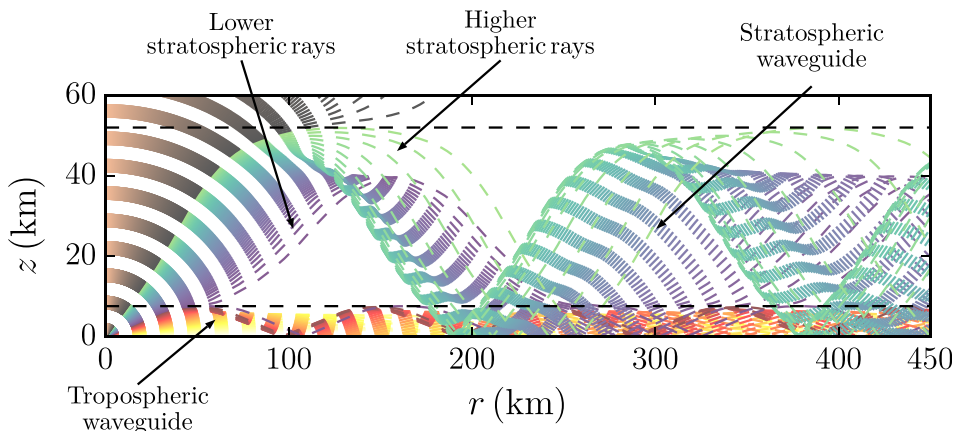 Lower
stratospheric rays
Higher
stratospheric rays
Stratospheric
waveguide
60
40
20
0
z (km)
0
100
200
300
400
450
r (km)
Tropospheric
waveguide